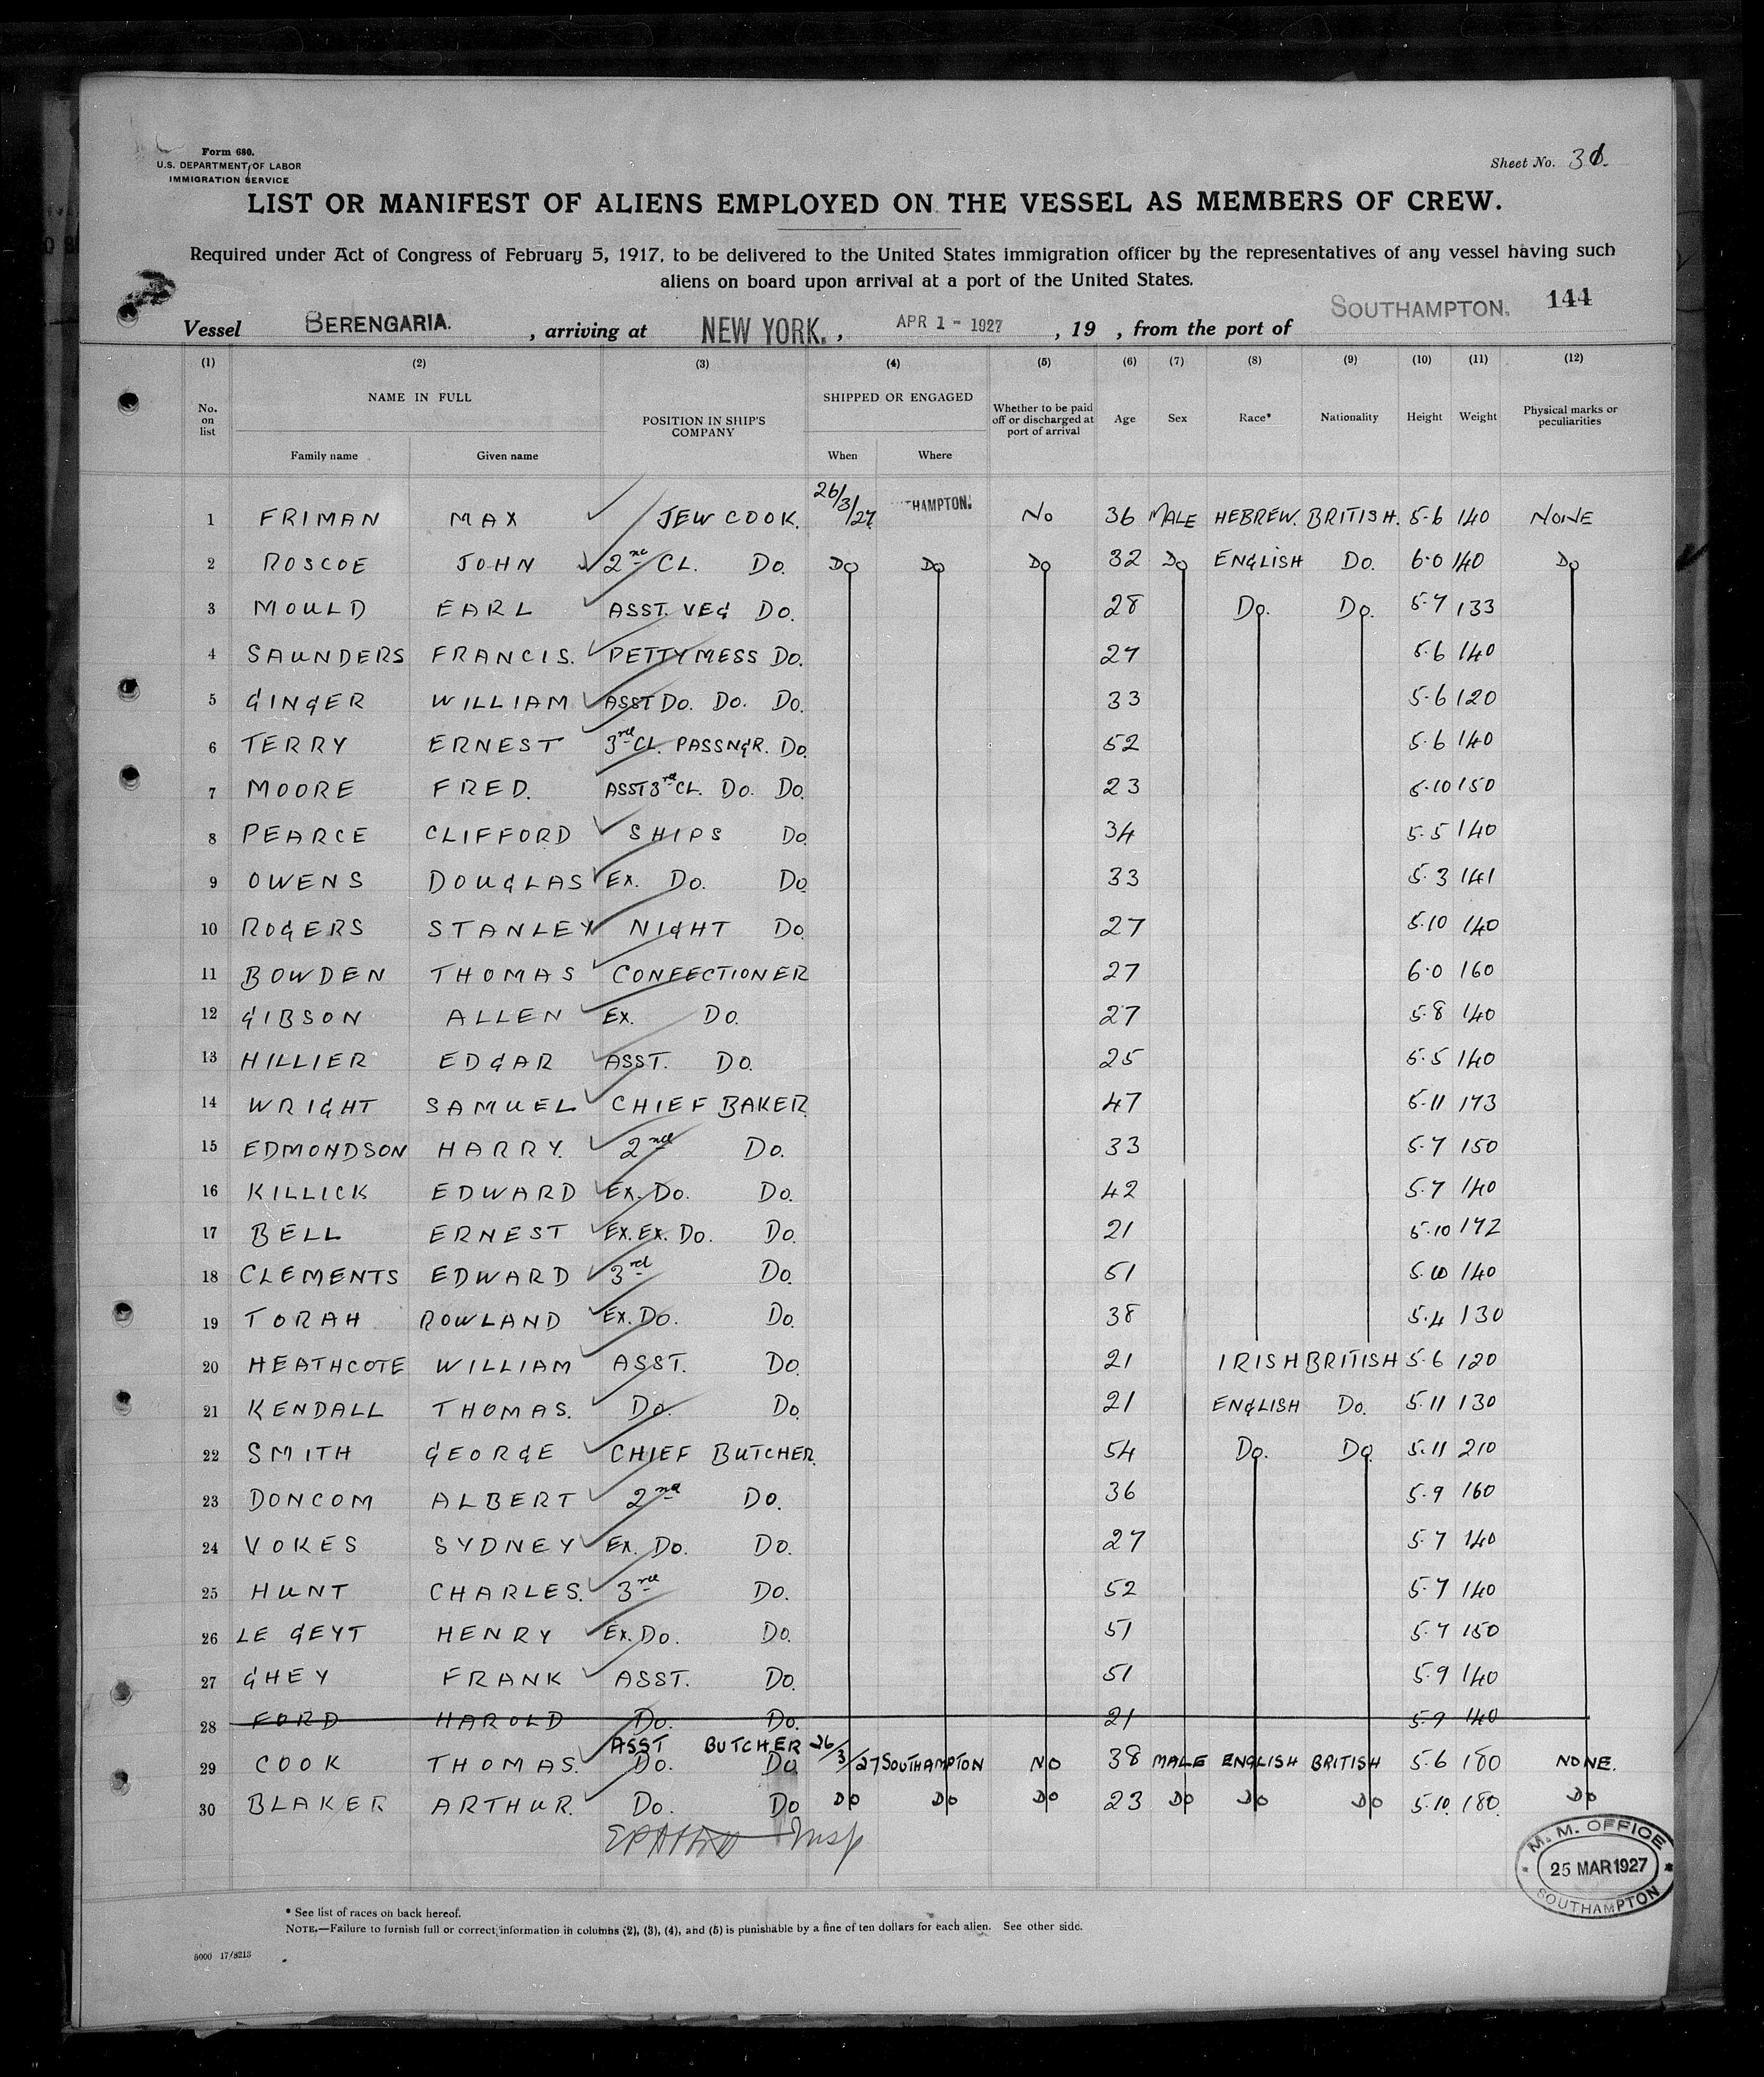 Form 680.
U.S. DEPARTMENT OF LABOR
IMMIGRATION SERVICE
Sheet No. 31.
LIST OR MANIFEST OF ALIENS EMPLOYED ON THE VESSEL AS MEMBERS OF CREW.
Required under Act of Congress of February 5, 1917, to be delivered to the United States immigration officer by the representatives of any vessel having such
aliens on board upon arrival at a port of the United States.
144
Vessel BERENGARIA. , arriving at NEW YORK. , APR 1 - 1927 , 19 , from the port of SOUTHAMPTON.
(1) (2) (3) (4) (5) (6) (7) (8) (9) (10) (11) (12)
No. on list NAME IN FULL Family name Given name POSITION IN SHIP'S COMPANY SHIPPED OR ENGAGED When Where Whether to be paid off or discharged at port of arrival Age Sex Race* Nationality Height Weight Physical marks or peculiarities
1 FRIMAN MAX JEW COOK. 26/3/27 THAMPTON. No 36 MALE HEBREW. BRITISH. 5-6 140 NONE
2 ROSCOE JOHN 2nd CL. Do. Do Do Do 32 Do ENGLISH Do. 6-0 140 Do
3 MOULD EARL ASST. VEG Do. 28 Do. Do. 5-7 133
4 SAUNDERS FRANCIS. PETTY MESS Do. 27 5-6 140
5 GINGER WILLIAM ASST Do. Do. Do. 33 5-6 120
6 TERRY ERNEST 3rd CL. PASSNGR. Do. 52 5-6 140
7 MOORE FRED. ASST 3rd CL. Do. Do. 23 5-10 150
8 PEARCE CLIFFORD SHIPS Do. 34 5-5 140
9 OWENS DOUGLAS Ex. Do. Do. 33 5-3 141
10 ROGERS STANLEY NIGHT Do. 27 5-10 140
11 BOWDEN THOMAS CONFECTIONER 27 6-0 160
12 GIBSON ALLEN Ex. Do. 27 5-8 140
13 HILLIER EDGAR ASST. Do. 25 5-5 140
14 WRIGHT SAMUEL CHIEF BAKER. 47 5-11 173
15 EDMONDSON HARRY. 2nd Do. 33 5-7 150
16 KILLICK EDWARD Ex. Do. Do. 42 5-7 140
17 BELL ERNEST Ex. Ex. Do. Do. 21 5-10 142
18 CLEMENTS EDWARD 3rd Do. 51 5-10 140
19 TORAH ROWLAND Ex. Do. Do. 38 5-4 130
20 HEATHCOTE WILLIAM ASST. Do. 21 IRISH BRITISH 5-6 120
21 KENDALL THOMAS. Do. Do. 21 ENGLISH Do. 5-11 130
22 SMITH GEORGE CHIEF BUTCHER. 54 Do. Do 5-11 210
23 DONCOM ALBERT 2nd Do. 36 5-9 160
24 VOKES SYDNEY Ex. Do. Do. 27 5-7 140
25 HUNT CHARLES. 3rd Do. 52 5-7 140
26 LE GEYT HENRY Ex. Do. Do. 51 5-7 150
27 GHEY FRANK ASST. Do. 51 5-9 140
28 FORD HAROLD Do. Do. 21 5-9 140
ASST BUTCHER
29 COOK THOMAS. Do. Do. 26/3/27 SOUTHAMPTON NO 38 MALE ENGLISH BRITISH 5-6 180 NONE.
30 BLAKER ARTHUR. Do. Do Do Do Do 23 Do Do Do 5-10. 180. Do
Insp
M. M. OFFICE
25 MAR 1927
SOUTHAMPTON
* See list of races on back hereof.
NOTE.—Failure to furnish full or correct information in columns (2), (3), (4), and (5) is punishable by a fine of ten dollars for each alien. See other side.
5000 17/8213